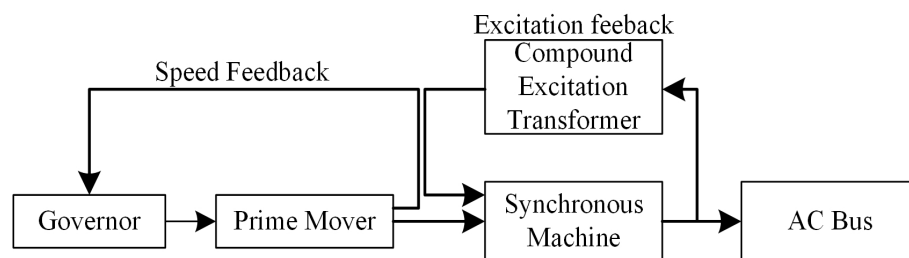 Excitation feeback
Compound
Excitation
Transformer
Speed Feedback
Governor
Prime Mover
Synchronous
Machine
AC Bus